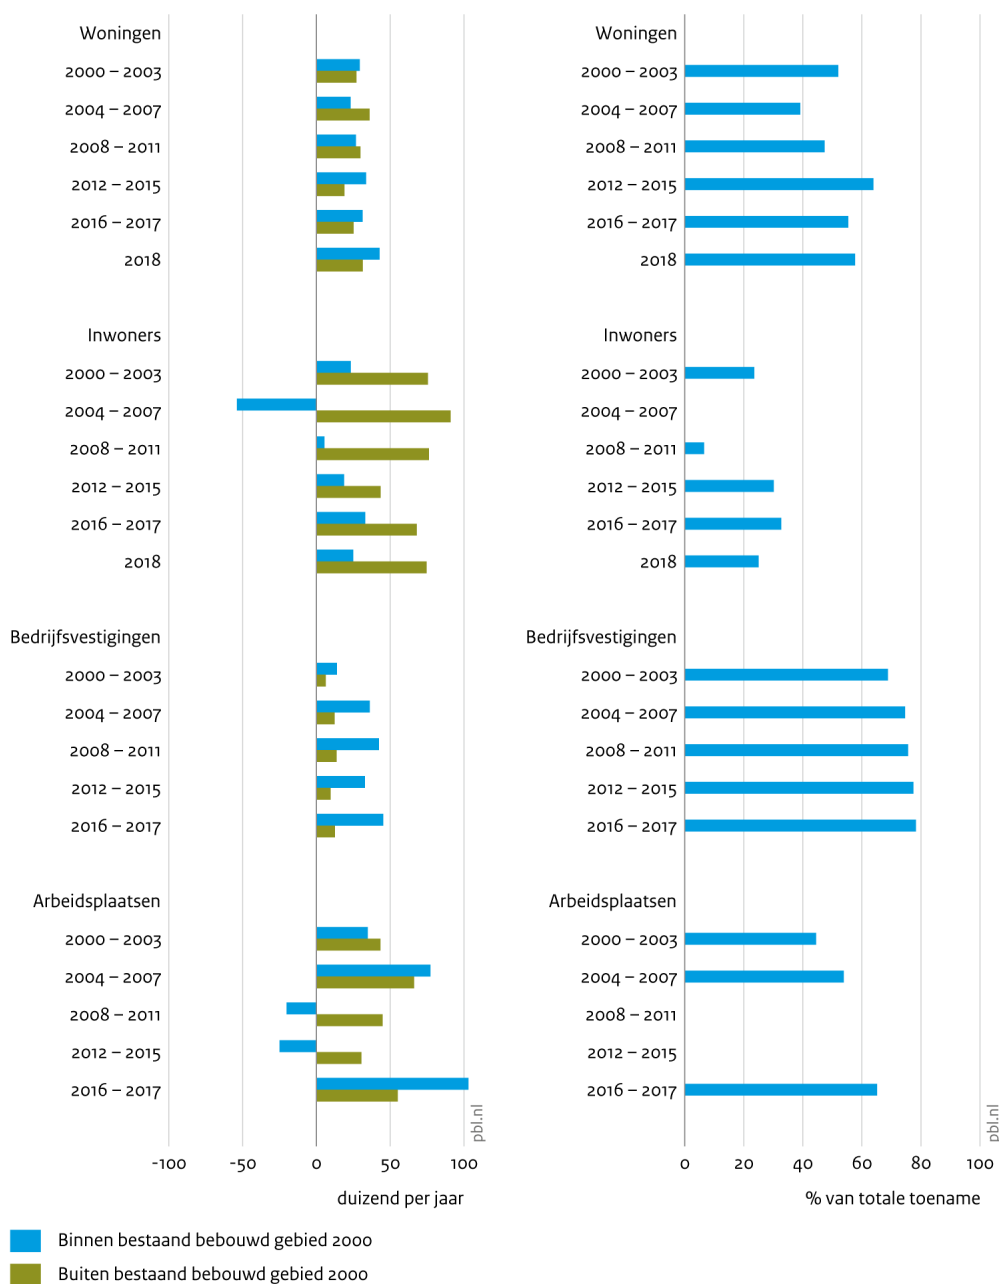 Woningen
2000 – 2003
2004 – 2007
2008 – 2011
2012 – 2015
2016 – 2017
2018
Inwoners
2000 – 2003
2004 – 2007
2008 – 2011
2012 – 2015
2016 – 2017
2018
Bedrijfsvestigingen
2000 – 2003
2004 – 2007
2008 – 2011
2012 – 2015
2016 – 2017
Arbeidsplaatsen
2000 – 2003
2004 – 2007
2008 – 2011
2012 – 2015
2016 – 2017
-100 -50 0 50 100
duizend per jaar
pbl.nl
Woningen
2000 – 2003
2004 – 2007
2008 – 2011
2012 – 2015
2016 – 2017
2018
Inwoners
2000 – 2003
2004 – 2007
2008 – 2011
2012 – 2015
2016 – 2017
2018
Bedrijfsvestigingen
2000 – 2003
2004 – 2007
2008 – 2011
2012 – 2015
2016 – 2017
Arbeidsplaatsen
2000 – 2003
2004 – 2007
2008 – 2011
2012 – 2015
2016 – 2017
0 20 40 60 80 100
% van totale toename
pbl.nl
Binnen bestaand bebouwd gebied 2000
Buiten bestaand bebouwd gebied 2000